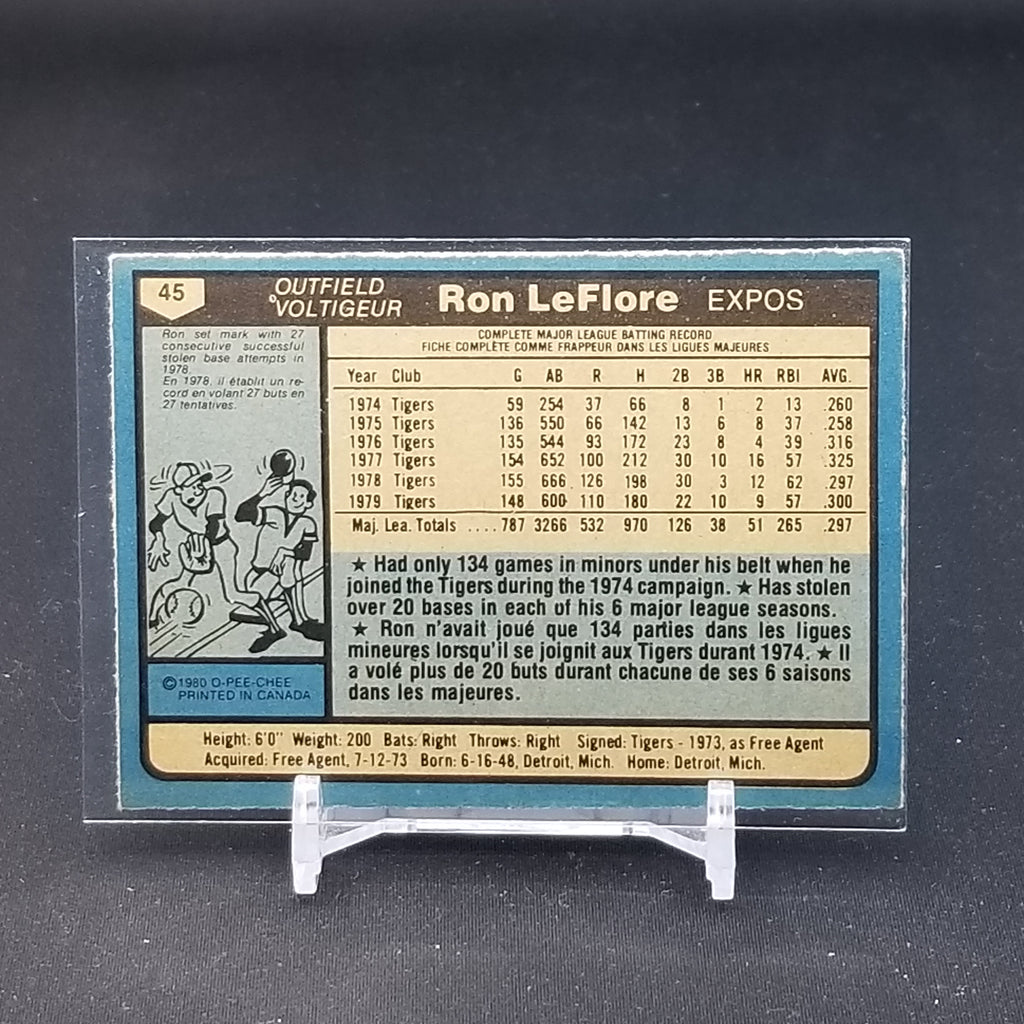 45
OUTFIELD
VOLTIGEUR
Ron LeFlore EXPOS
Ron set mark with 27
consecutive successful
stolen base attempts in
1978.
En 1978, il établit un re-
cord en volant 27 buts en
27 tentatives.
©1980 O-PEE-CHEE
PRINTED IN CANADA
COMPLETE MAJOR LEAGUE BATTING RECORD
FICHE COMPLÈTE COMME FRAPPEUR DANS LES LIGUES MAJEURES
Year Club G AB R H 2B 3B HR RBI AVG.
1974 Tigers 59 254 37 66 8 1 2 13 .260
1975 Tigers 136 550 66 142 13 6 8 37 .258
1976 Tigers 135 544 93 172 23 8 4 39 .316
1977 Tigers 154 652 100 212 30 10 16 57 .325
1978 Tigers 155 666 126 198 30 3 12 62 .297
1979 Tigers 148 600 110 180 22 10 9 57 .300
Maj. Lea. Totals ....787 3266 532 970 126 38 51 265 .297
★ Had only 134 games in minors under his belt when he
joined the Tigers during the 1974 campaign. ★ Has stolen
over 20 bases in each of his 6 major league seasons.
★ Ron n'avait joué que 134 parties dans les ligues
mineures lorsqu'il se joignit aux Tigers durant 1974. ★ Il
a volé plus de 20 buts durant chacune de ses 6 saisons
dans les majeures.
Height: 6'0" Weight: 200 Bats: Right Throws: Right Signed: Tigers - 1973, as Free Agent
Acquired: Free Agent, 7-12-73 Born: 6-16-48, Detroit, Mich. Home: Detroit, Mich.